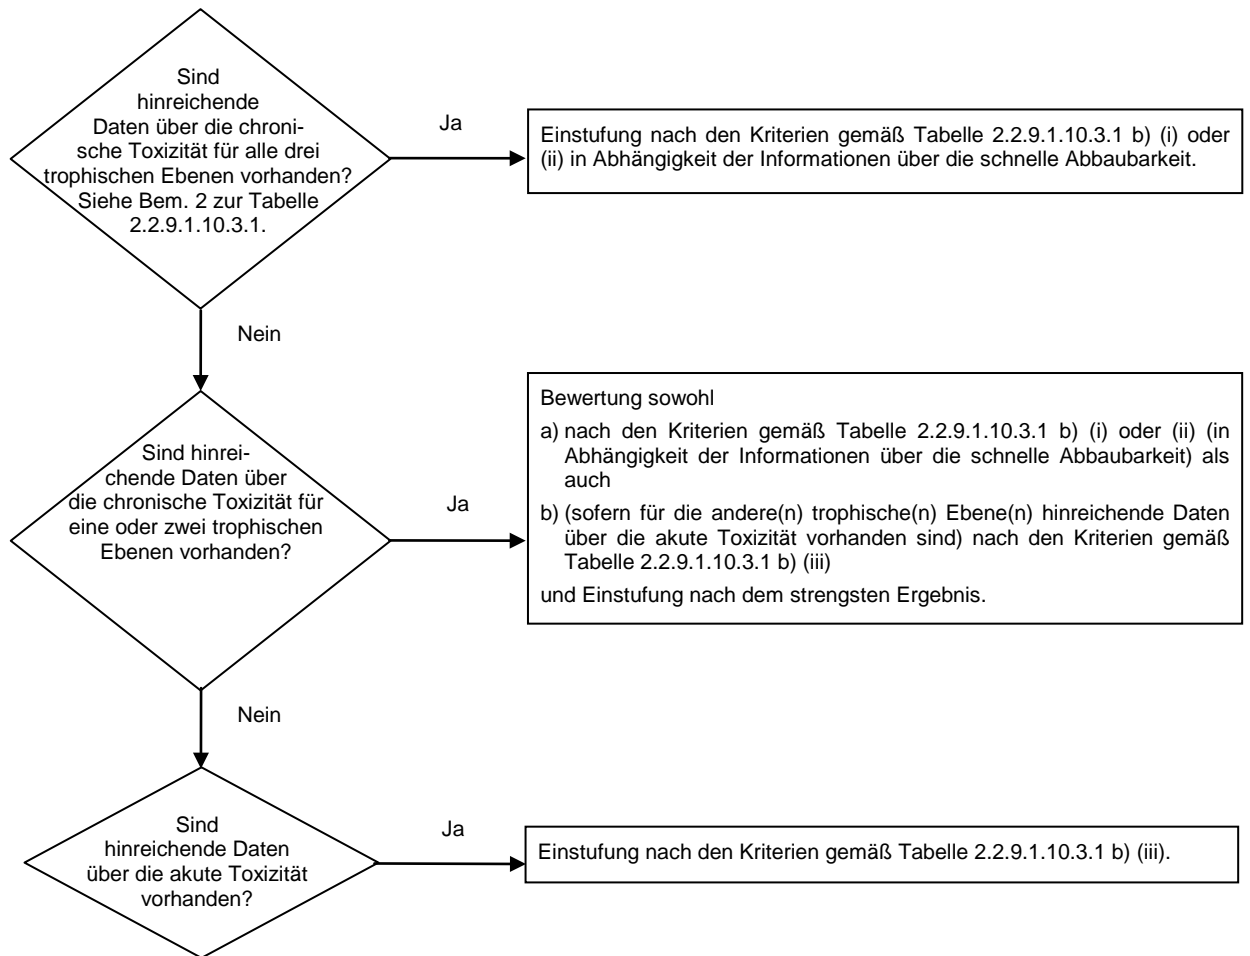 Sind
hinreichende
Daten über die chroni-
sche Toxizität für alle drei
trophischen Ebenen vorhanden?
Siehe Bem. 2 zur Tabelle
2.2.9.1.10.3.1.
Ja
Einstufung nach den Kriterien gemäß Tabelle 2.2.9.1.10.3.1 b) (i) oder
(ii) in Abhängigkeit der Informationen über die schnelle Abbaubarkeit.
Nein
Sind hinrei-
chende Daten über
die chronische Toxizität für
eine oder zwei trophischen
Ebenen vorhanden?
Ja
Bewertung sowohl
a) nach den Kriterien gemäß Tabelle 2.2.9.1.10.3.1 b) (i) oder (ii) (in
Abhängigkeit der Informationen über die schnelle Abbaubarkeit) als
auch
b) (sofern für die andere(n) trophische(n) Ebene(n) hinreichende Daten
über die akute Toxizität vorhanden sind) nach den Kriterien gemäß
Tabelle 2.2.9.1.10.3.1 b) (iii)
und Einstufung nach dem strengsten Ergebnis.
Nein
Sind
hinreichende Daten
über die akute Toxizität
vorhanden?
Ja
Einstufung nach den Kriterien gemäß Tabelle 2.2.9.1.10.3.1 b) (iii).